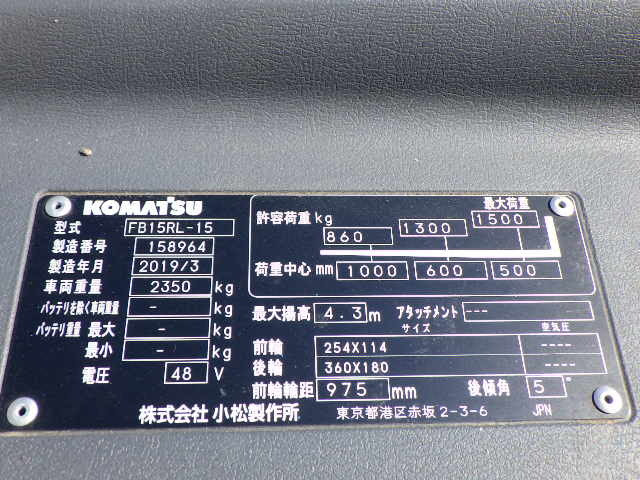 KOMATSU
型式 FB15RL-15
製造番号 158964
製造年月 2019/3
車両重量 2350 kg
バッテリを除く車両重量 - kg
バッテリ重量 最大 - kg
最小 - kg
電圧 48 V
最大荷重
許容荷重 kg 860 1300 1500
荷重中心 mm 1000 600 500
最大揚高 4.3 m アタッチメント ---
サイズ 空気圧
前輪 254X114 ----
後輪 360X180 ----
前輪輪距 975 mm 後傾角 5°
株式会社 小松製作所 東京都港区赤坂2-3-6 JPN